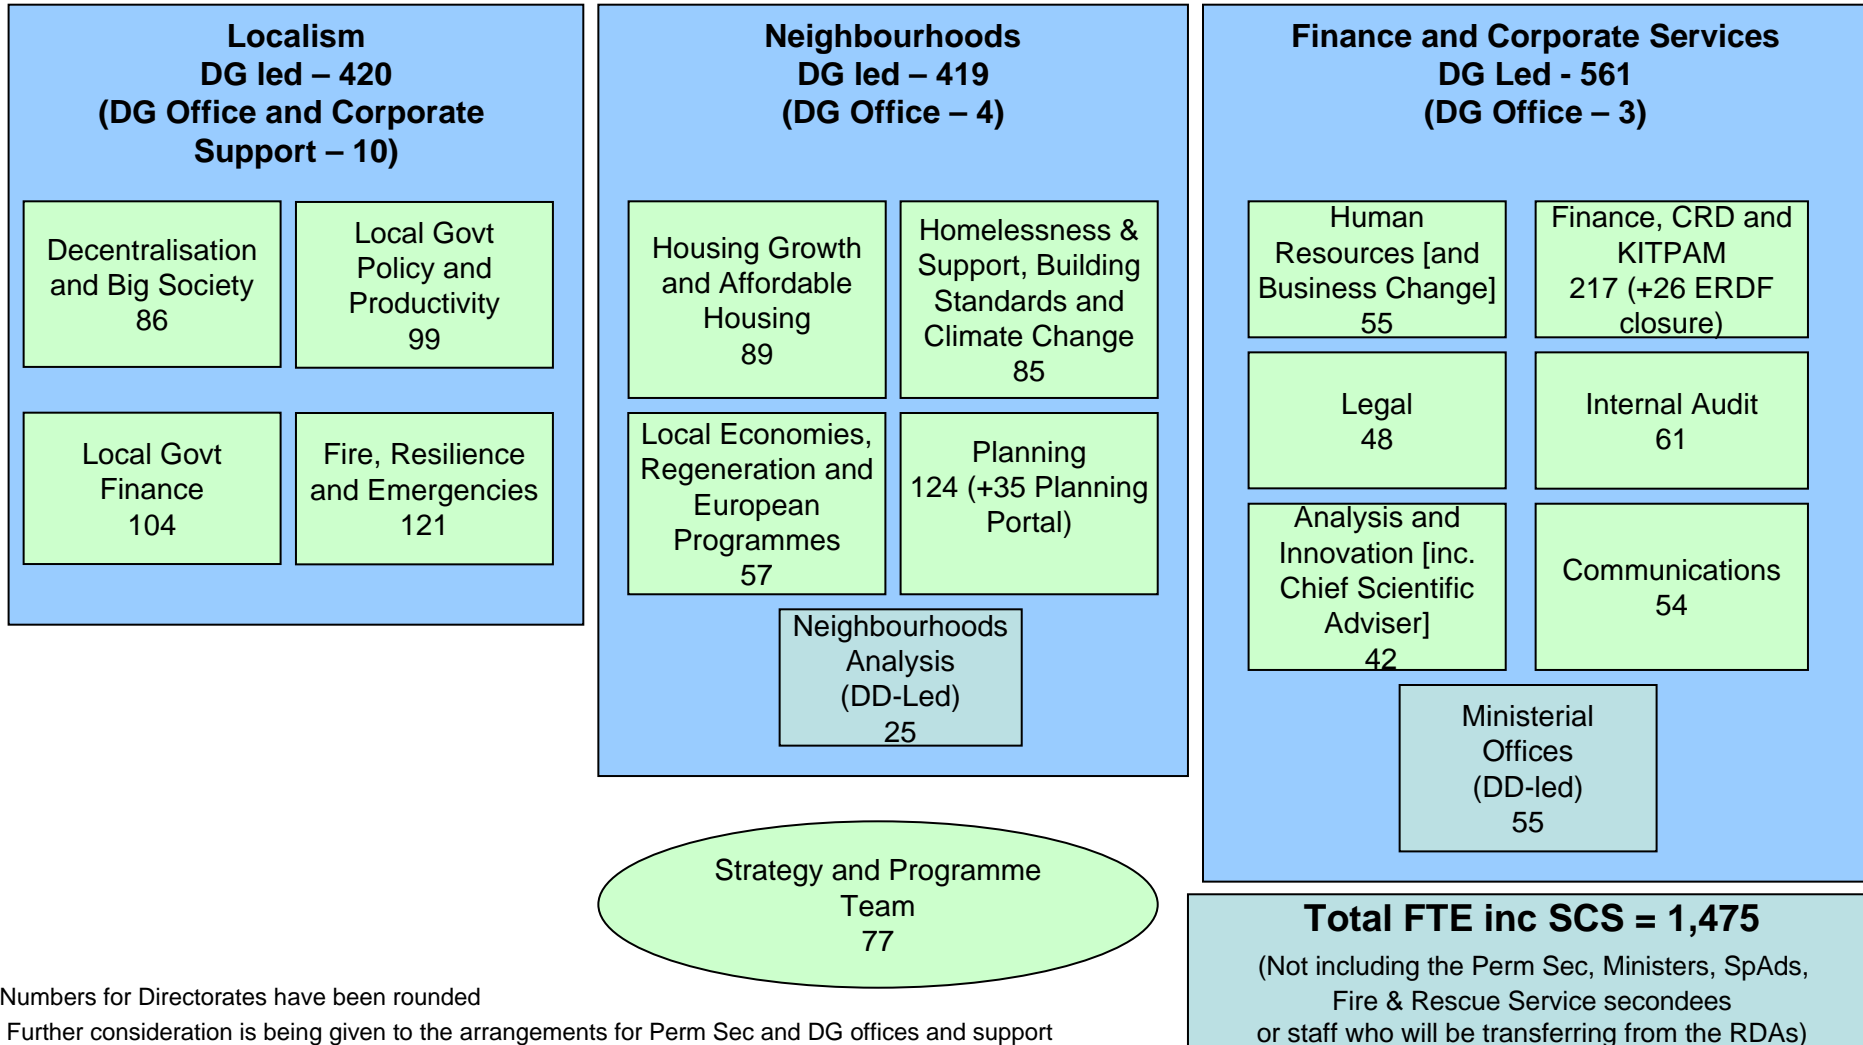 Localism
DG led – 420
(DG Office and Corporate
Support – 10)
Decentralisation
and Big Society
86
Local Govt
Policy and
Productivity
99
Local Govt
Finance
104
Fire, Resilience
and Emergencies
121
Neighbourhoods
DG led – 419
(DG Office – 4)
Housing Growth
and Affordable
Housing
89
Homelessness &
Support, Building
Standards and
Climate Change
85
Local Economies,
Regeneration and
European
Programmes
57
Planning
124 (+35 Planning
Portal)
Neighbourhoods
Analysis
(DD-Led)
25
Finance and Corporate Services
DG Led - 561
(DG Office – 3)
Human
Resources [and
Business Change]
55
Finance, CRD and
KITPAM
217 (+26 ERDF
closure)
Legal
48
Internal Audit
61
Analysis and
Innovation [inc.
Chief Scientific
Adviser]
42
Communications
54
Ministerial
Offices
(DD-led)
55
Strategy and Programme
Team
77
Total FTE inc SCS = 1,475
(Not including the Perm Sec, Ministers, SpAds,
Fire & Rescue Service secondees
or staff who will be transferring from the RDAs)
Numbers for Directorates have been rounded
Further consideration is being given to the arrangements for Perm Sec and DG offices and support